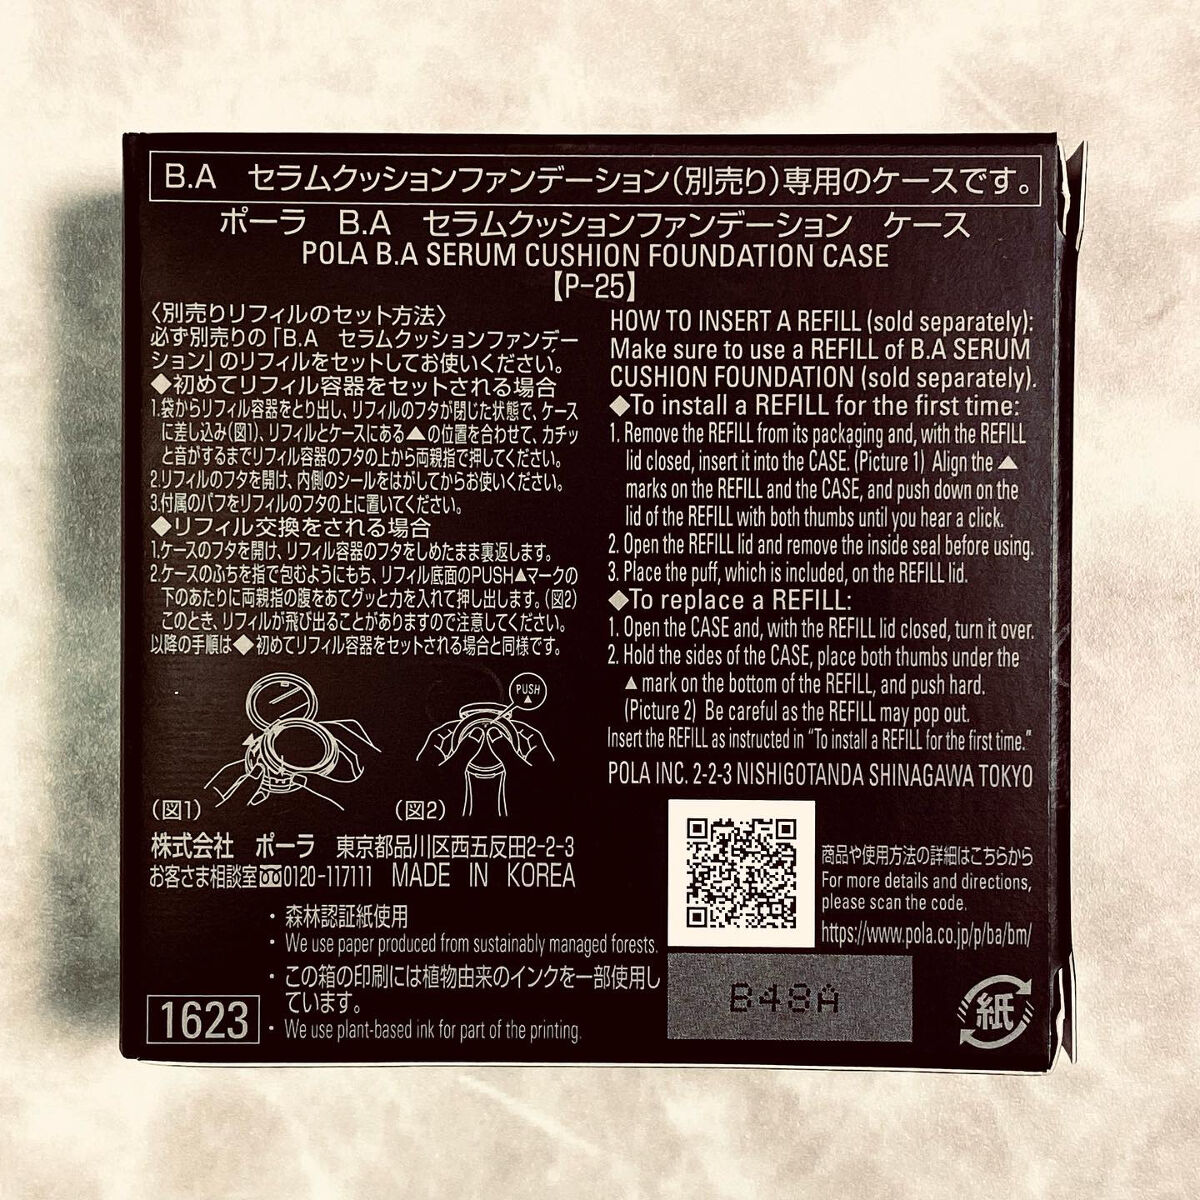 B.A　セラムクッションファンデーション（別売り）専用のケースです。
ポーラ　B.A　セラムクッションファンデーション　ケース
POLA B.A SERUM CUSHION FOUNDATION CASE
【P-25】
〈別売りリフィルのセット方法〉
必ず別売りの「B.A　セラムクッションファンデー
ション」のリフィルをセットしてお使いください。
◆初めてリフィル容器をセットされる場合
1.袋からリフィル容器をとり出し、リフィルのフタが閉じた状態で、ケース
に差し込み（図1）、リフィルとケースにある▲の位置を合わせて、カチッ
と音がするまでリフィル容器のフタの上から両親指で押してください。
2.リフィルのフタを開け、内側のシールをはがしてからお使いください。
3.付属のパフをリフィルのフタの上に置いてください。
◆リフィル交換をされる場合
1.ケースのフタを開け、リフィル容器のフタをしめたまま裏返します。
2.ケースのふちを指で包むようにもち、リフィル底面のPUSH▲マークの
下のあたりに両親指の腹をあてグッと力を入れて押し出します。（図2）
このとき、リフィルが飛び出ることがありますので注意してください。
以降の手順は◆初めてリフィル容器をセットされる場合と同様です。
PUSH
▲
（図1）
（図2）
株式会社　ポーラ　東京都品川区西五反田2-2-3
お客さま相談室 0120-117111　MADE IN KOREA
HOW TO INSERT A REFILL (sold separately):
Make sure to use a REFILL of B.A SERUM
CUSHION FOUNDATION (sold separately).
◆To install a REFILL for the first time:
1. Remove the REFILL from its packaging and, with the REFILL
lid closed, insert it into the CASE. (Picture 1) Align the ▲
marks on the REFILL and the CASE, and push down on the
lid of the REFILL with both thumbs until you hear a click.
2. Open the REFILL lid and remove the inside seal before using.
3. Place the puff, which is included, on the REFILL lid.
◆To replace a REFILL:
1. Open the CASE and, with the REFILL lid closed, turn it over.
2. Hold the sides of the CASE, place both thumbs under the
▲ mark on the bottom of the REFILL, and push hard.
(Picture 2) Be careful as the REFILL may pop out.
Insert the REFILL as instructed in “To install a REFILL for the first time.”
POLA INC. 2-2-3 NISHIGOTANDA SHINAGAWA TOKYO
商品や使用方法の詳細はこちらから
For more details and directions,
please scan the code.
https://www.pola.co.jp/p/ba/bm/
・森林認証紙使用
・We use paper produced from sustainably managed forests.
・この箱の印刷には植物由来のインクを一部使用し
ています。
・We use plant-based ink for part of the printing.
1623
B48A
紙